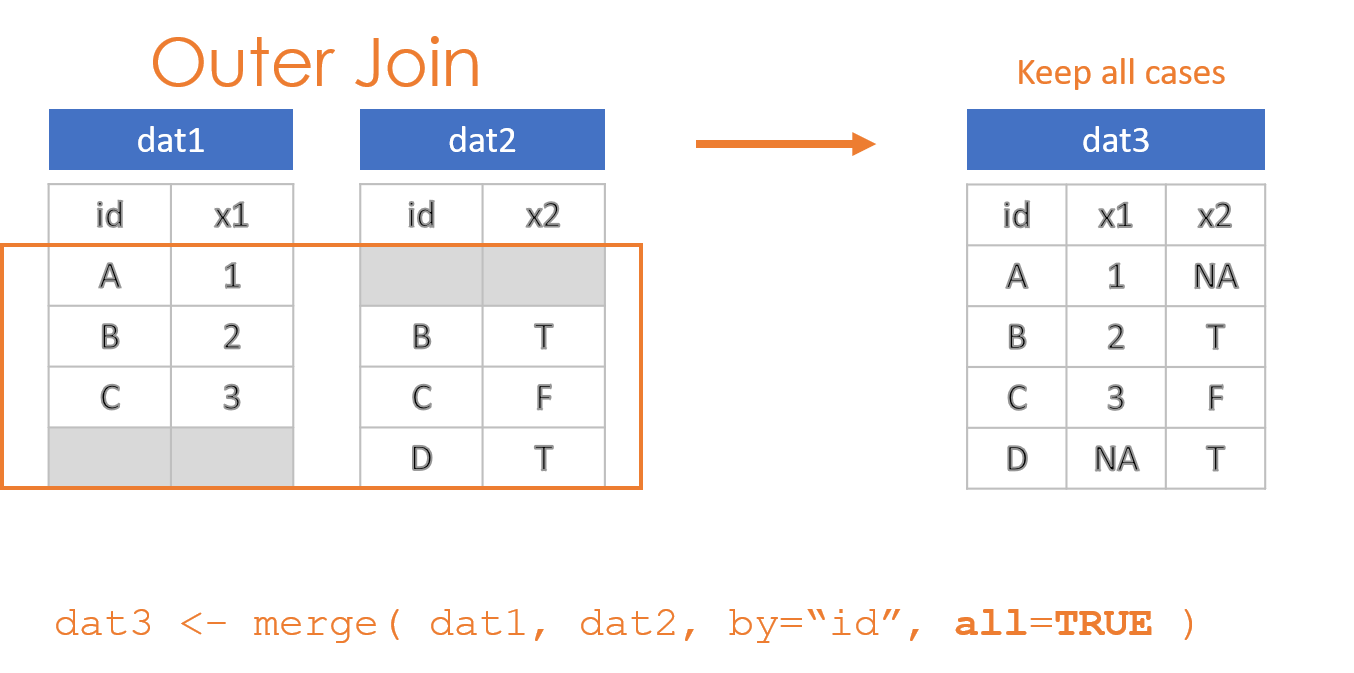 Outer Join
Keep all cases
dat1 dat2 dat3
id x1 id x2 id x1 x2
A 1 A 1 NA
B 2 B T B 2 T
C 3 C F C 3 F
D T D NA T
dat3 <- merge( dat1, dat2, by=“id”, all=TRUE )